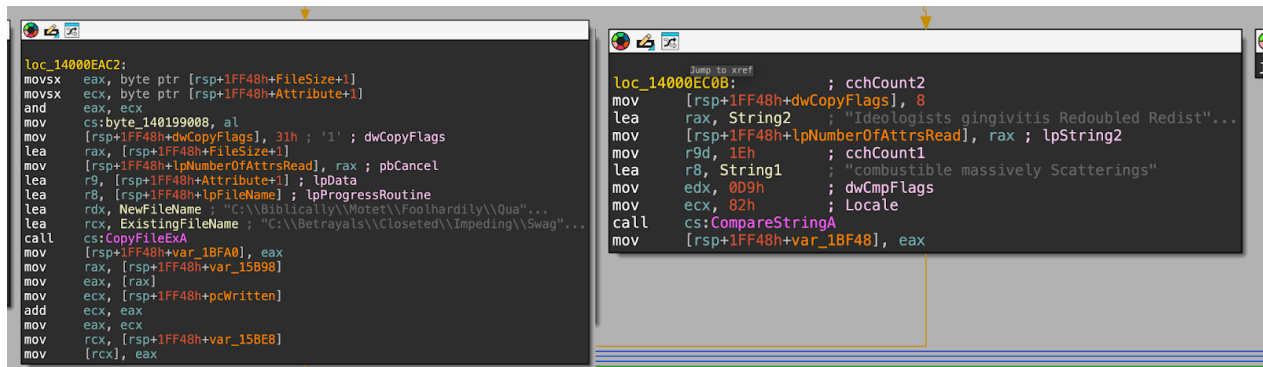 loc_14000EAC2:
movsx eax, byte ptr [rsp+1FF48h+FileSize+1]
movsx ecx, byte ptr [rsp+1FF48h+Attribute+1]
and eax, ecx
mov cs:byte_140199008, al
mov [rsp+1FF48h+dwCopyFlags], 31h ; '1' ; dwCopyFlags
lea rax, [rsp+1FF48h+FileSize+1]
mov [rsp+1FF48h+lpNumberOfAttrsRead], rax ; pbCancel
lea r9, [rsp+1FF48h+Attribute+1] ; lpData
lea r8, [rsp+1FF48h+lpFileName] ; lpProgressRoutine
lea rdx, NewFileName ; "C:\\Biblically\\Motet\\Foolhardily\\Qua"...
lea rcx, ExistingFileName ; "C:\\Betrayals\\Closeted\\Impeding\\Swag"...
call cs:CopyFileExA
mov [rsp+1FF48h+var_1BFA0], eax
mov rax, [rsp+1FF48h+var_15B98]
mov eax, [rax]
mov ecx, [rsp+1FF48h+pcWritten]
add ecx, eax
mov eax, ecx
mov rcx, [rsp+1FF48h+var_15BE8]
mov [rcx], eax
Jump to xref
loc_14000EC0B: ; cchCount2
mov [rsp+1FF48h+dwCopyFlags], 8
lea rax, String2 ; "Ideologists gingivitis Redoubled Redist"...
mov [rsp+1FF48h+lpNumberOfAttrsRead], rax ; lpString2
mov r9d, 1Eh ; cchCount1
lea r8, String1 ; "combustible massively Scatterings"
mov edx, 0D9h ; dwCmpFlags
mov ecx, 82h ; Locale
call cs:CompareStringA
mov [rsp+1FF48h+var_1BF48], eax